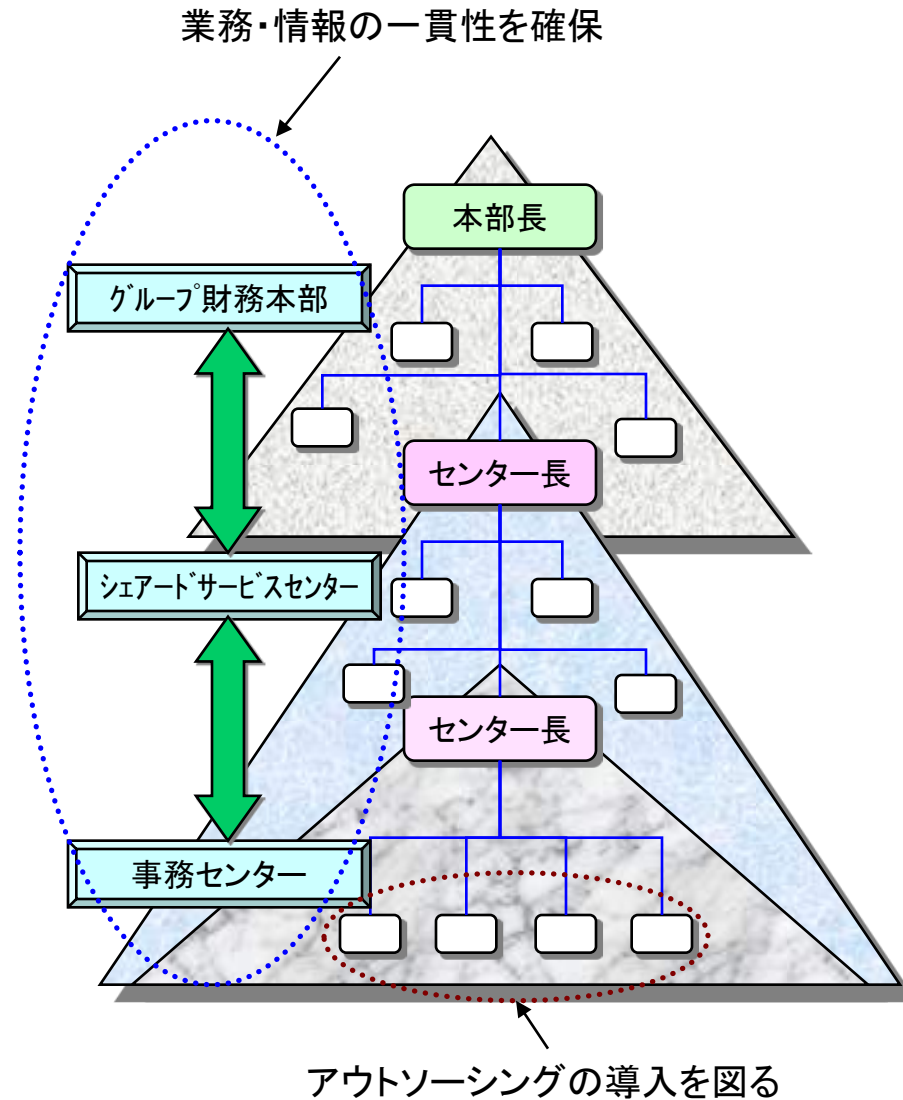 業務・情報の一貫性を確保
本部長
グループ財務本部
センター長
シェアードサービスセンター
センター長
事務センター
アウトソーシングの導入を図る